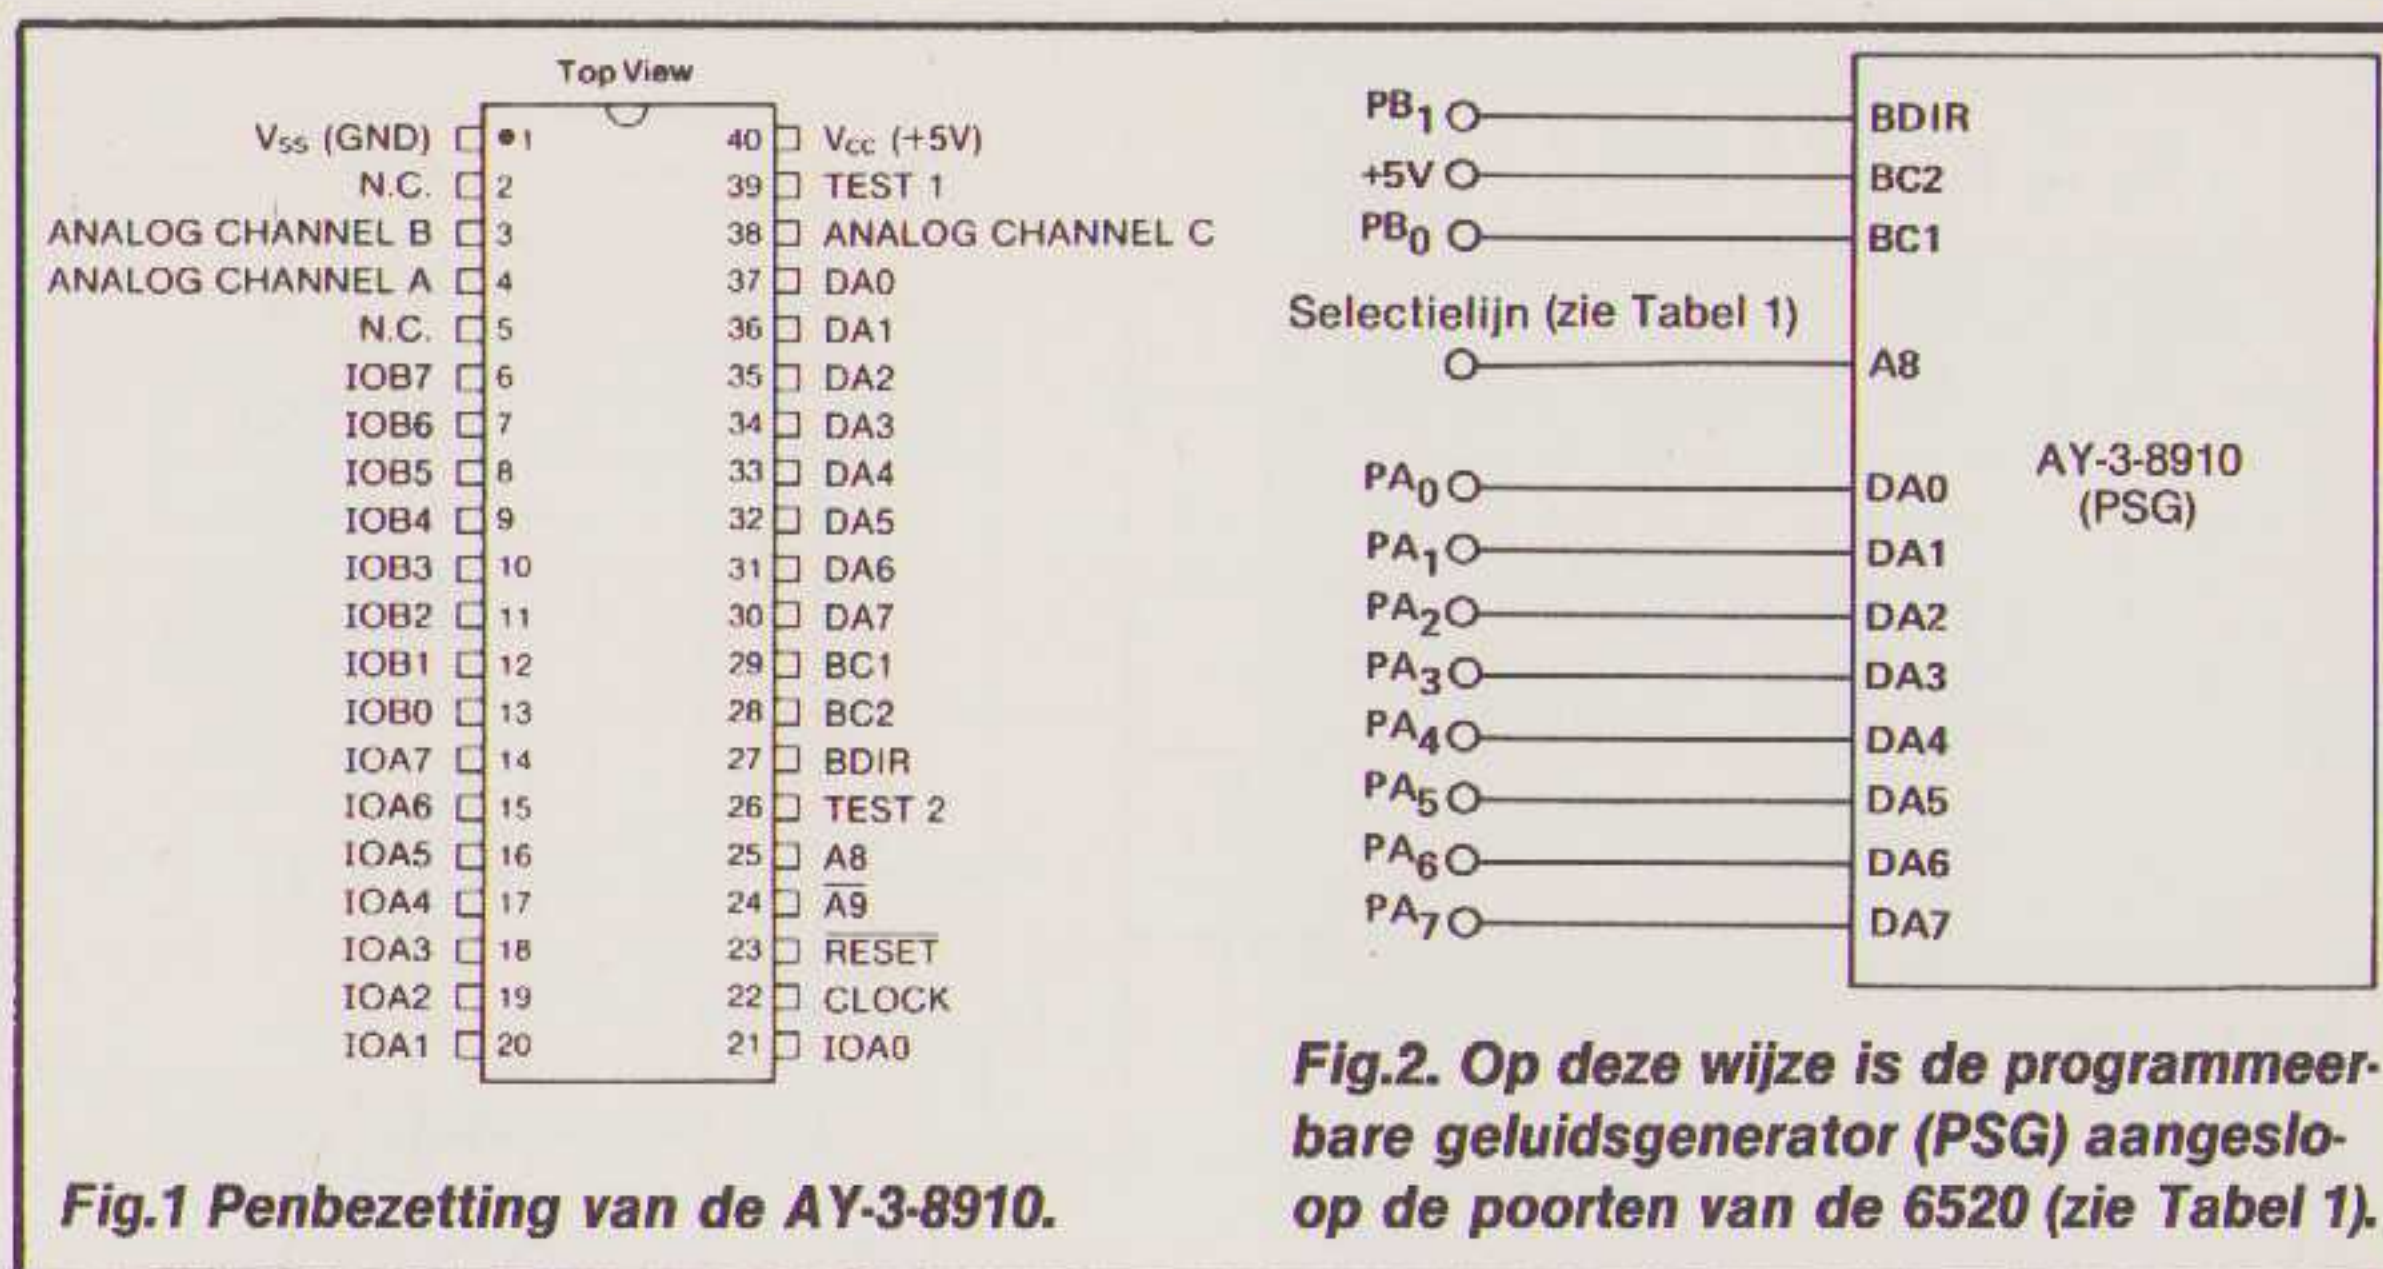 Top View
Vss (GND) 1 40 Vcc (+5V)
N.C. 2 39 TEST 1
ANALOG CHANNEL B 3 38 ANALOG CHANNEL C
ANALOG CHANNEL A 4 37 DA0
N.C. 5 36 DA1
IOB7 6 35 DA2
IOB6 7 34 DA3
IOB5 8 33 DA4
IOB4 9 32 DA5
IOB3 10 31 DA6
IOB2 11 30 DA7
IOB1 12 29 BC1
IOB0 13 28 BC2
IOA7 14 27 BDIR
IOA6 15 26 TEST 2
IOA5 16 25 A8
IOA4 17 24 A̅9̅
IOA3 18 23 R̅E̅S̅E̅T̅
IOA2 19 22 CLOCK
IOA1 20 21 IOA0
Fig.1 Penbezetting van de AY-3-8910.
PB1 BDIR
+5V BC2
PB0 BC1
Selectielijn (zie Tabel 1)
A8
AY-3-8910
(PSG)
PA0 DA0
PA1 DA1
PA2 DA2
PA3 DA3
PA4 DA4
PA5 DA5
PA6 DA6
PA7 DA7
Fig.2. Op deze wijze is de programmeer-
bare geluidsgenerator (PSG) aangeslo-
op de poorten van de 6520 (zie Tabel 1).